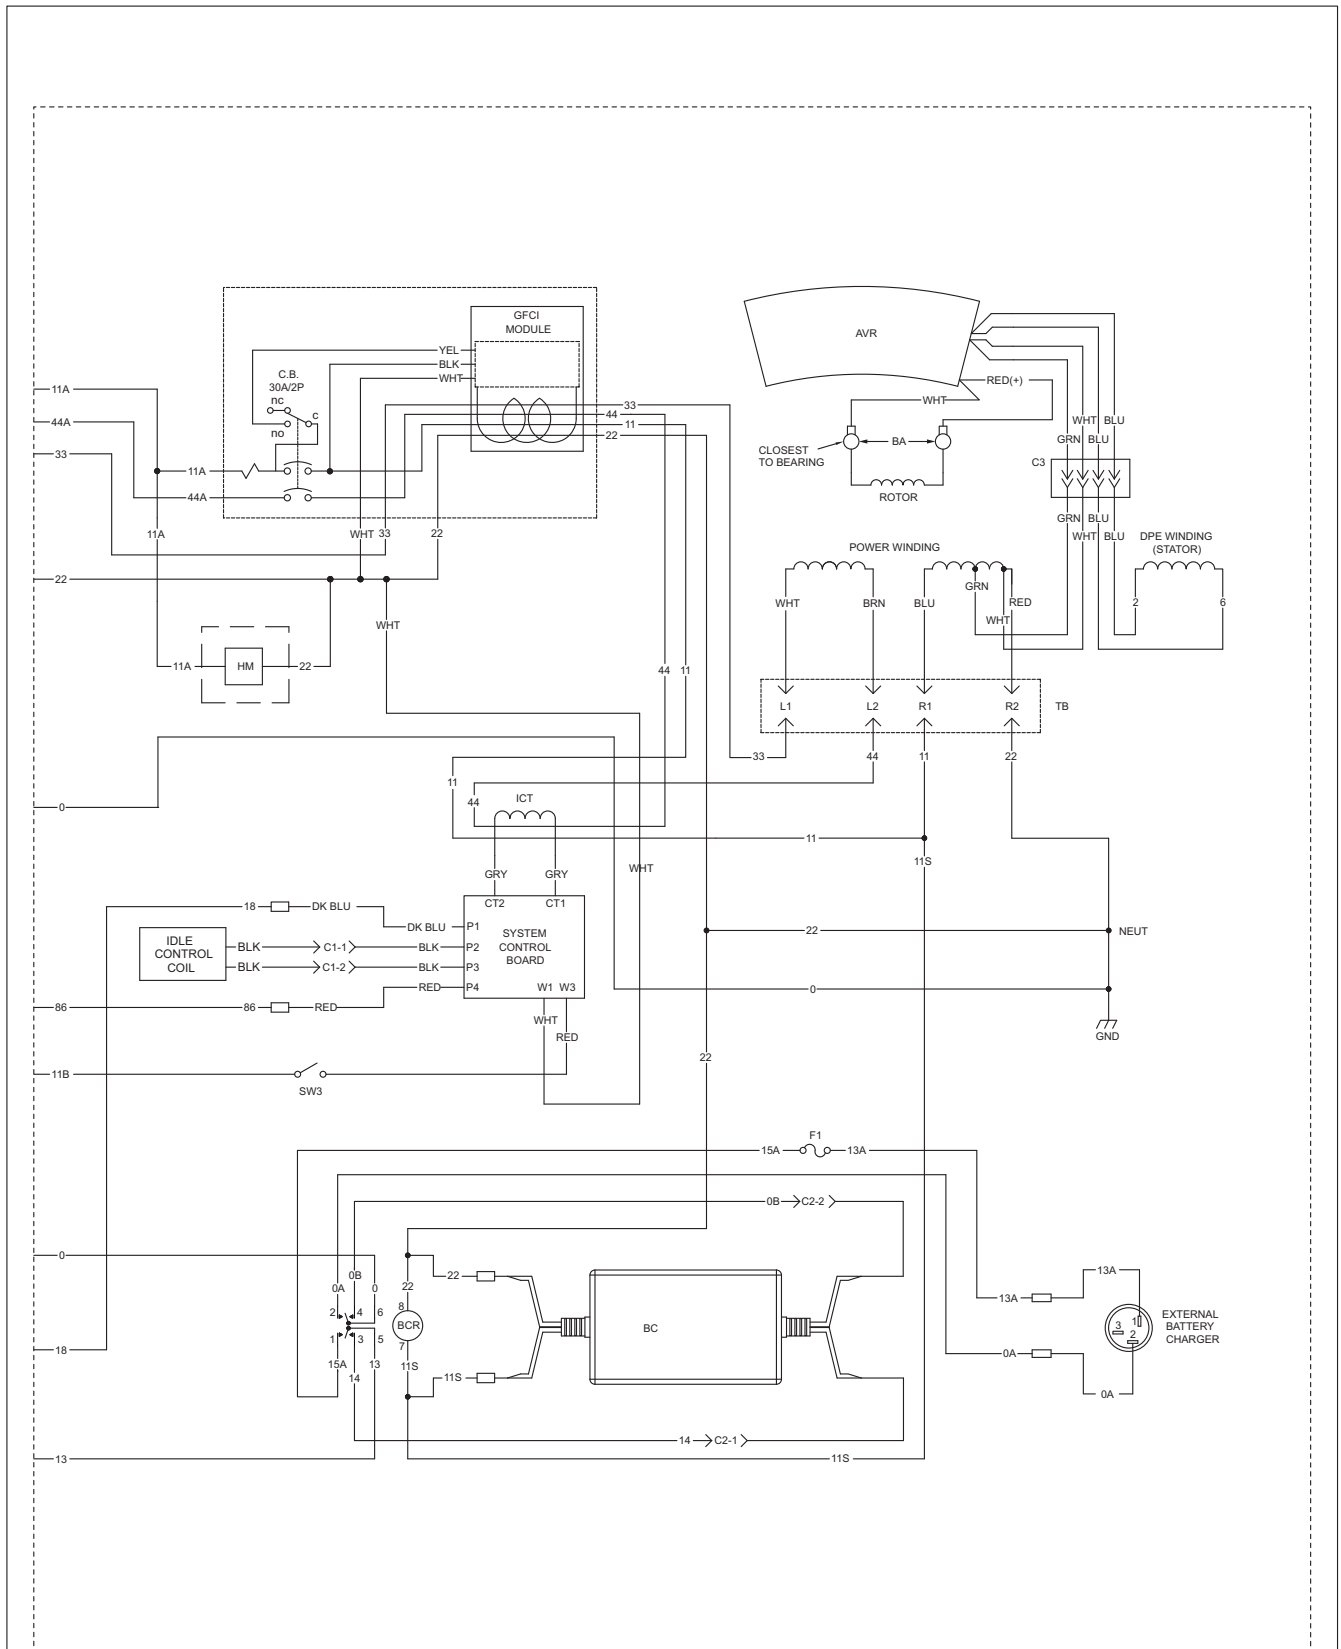 GFCI
MODULE
AVR
YEL
BLK
WHT
C.B.
30A/2P
nc
c
no
11A
44A
33
11A
44A
33
44
11
22
RED(+)
WHT
CLOSEST
TO BEARING
BA
ROTOR
WHT
BLU
GRN
BLU
C3
GRN
BLU
WHT
BLU
DPE WINDING
(STATOR)
11A
WHT
33
22
22
POWER WINDING
WHT
BRN
BLU
GRN
RED
WHT
2
6
WHT
11A
HM
22
44
11
L1
L2
R1
R2
TB
33
44
11
22
11
44
ICT
0
11
11S
WHT
GRY
GRY
CT2
CT1
18
DK BLU
DK BLU
P1
SYSTEM
CONTROL
BOARD
IDLE
CONTROL
COIL
BLK
C1-1
BLK
P2
BLK
C1-2
BLK
P3
RED
P4
W1
W3
22
NEUT
0
86
86
RED
WHT
RED
GND
22
11B
SW3
F1
15A
13A
0B
C2-2
0
0A
0B
0
22
22
2
4
6
8
BCR
BC
1
3
5
7
18
15A
14
13
11S
11S
13A
13A
3
1
2
EXTERNAL
BATTERY
CHARGER
0A
0A
14
C2-1
13
11S